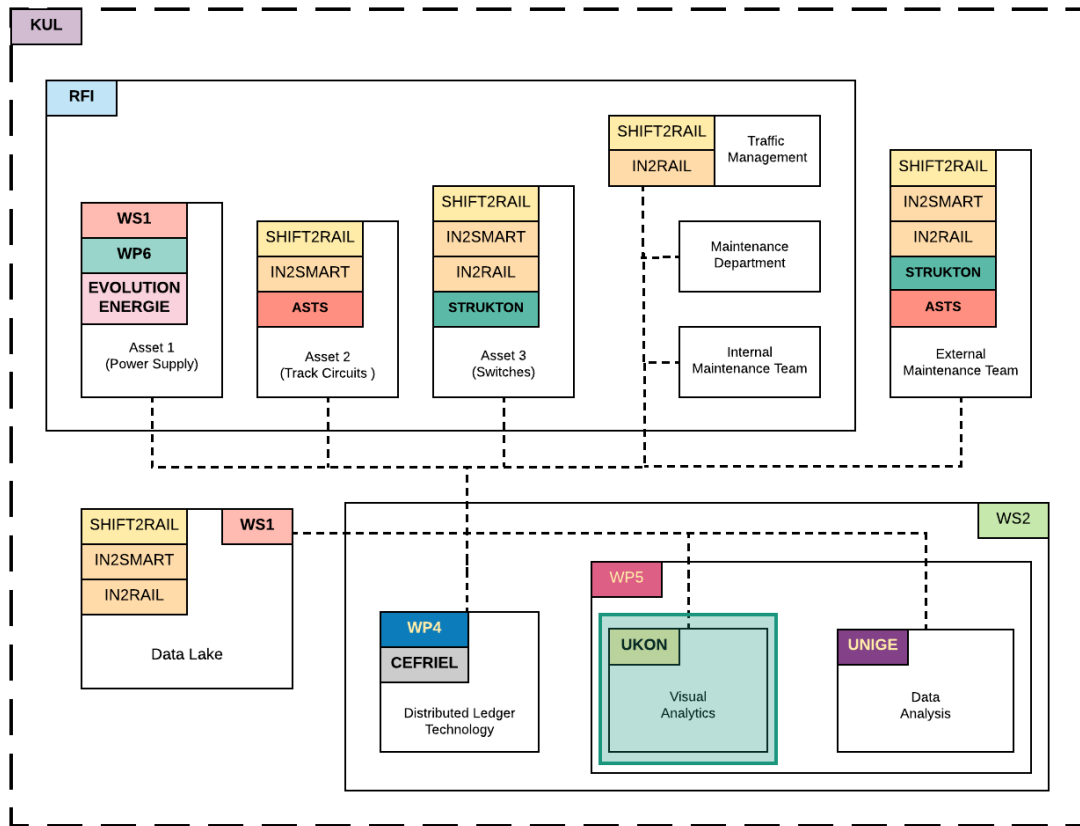 KUL
RFI
SHIFT2RAIL
IN2RAIL
Traffic
Management
SHIFT2RAIL
IN2SMART
IN2RAIL
STRUKTON
ASTS
External
Maintenance Team
WS1
WP6
EVOLUTION
ENERGIE
Asset 1
(Power Supply)
SHIFT2RAIL
IN2SMART
ASTS
Asset 2
(Track Circuits )
SHIFT2RAIL
IN2SMART
IN2RAIL
STRUKTON
Asset 3
(Switches)
Maintenance
Department
Internal
Maintenance Team
SHIFT2RAIL
IN2SMART
IN2RAIL
WS1
Data Lake
WS2
WP4
CEFRIEL
Distributed Ledger
Technology
WP5
UKON
Visual
Analytics
UNIGE
Data
Analysis